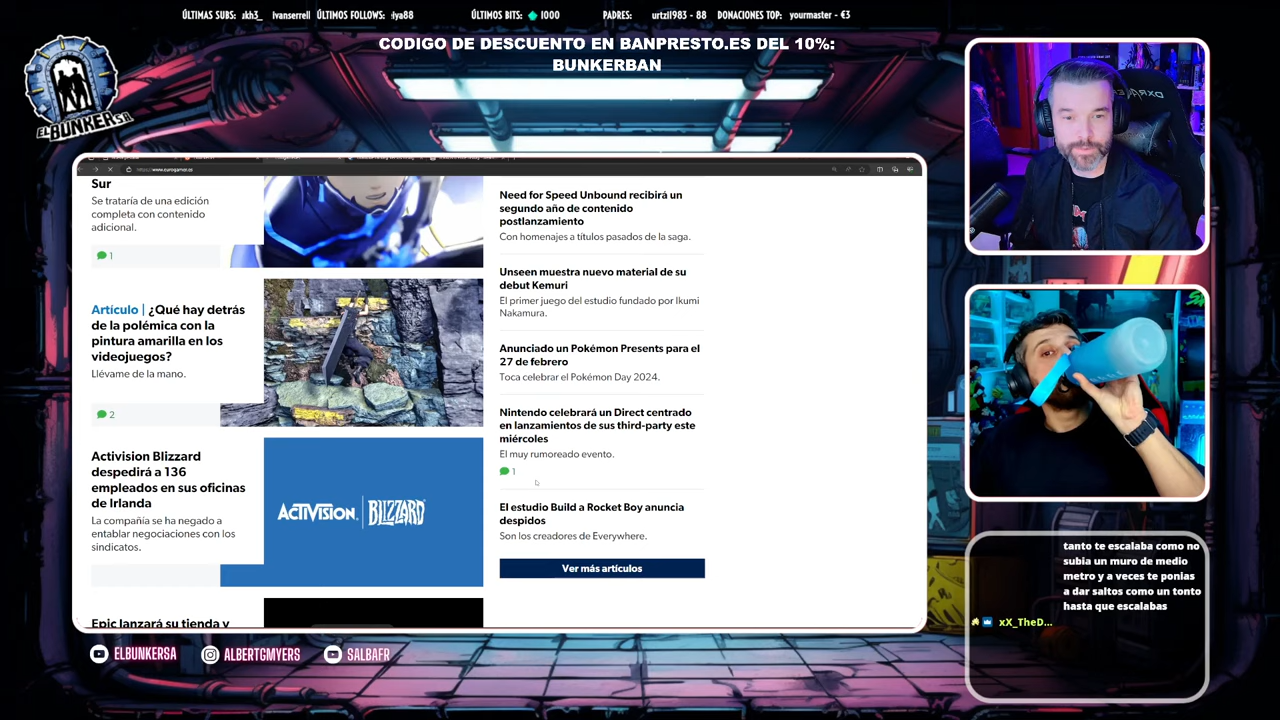 ÚLTIMAS SUBS: akh3_ Ivanserrell ÚLTIMOS FOLLOWS: ilya88 ÚLTIMOS BITS: 1000 PADRES: urtzi1983 - 88 DONACIONES TOP: yourmaster - €3
CODIGO DE DESCUENTO EN BANPRESTO.ES DEL 10%:
BUNKERBAN
ELBUNKERSA
https://www.eurogamer.es
Sur
Se trataría de una edición
completa con contenido
adicional.
1
Artículo | ¿Qué hay detrás
de la polémica con la
pintura amarilla en los
videojuegos?
Llévame de la mano.
2
Activision Blizzard
despedirá a 136
empleados en sus oficinas
de Irlanda
La compañía se ha negado a
entablar negociaciones con los
sindicatos.
ACTIVISION | BLIZZARD
Epic lanzará su tienda y
Need for Speed Unbound recibirá un
segundo año de contenido
postlanzamiento
Con homenajes a títulos pasados de la saga.
Unseen muestra nuevo material de su
debut Kemuri
El primer juego del estudio fundado por Ikumi
Nakamura.
Anunciado un Pokémon Presents para el
27 de febrero
Toca celebrar el Pokémon Day 2024.
Nintendo celebrará un Direct centrado
en lanzamientos de sus third-party este
miércoles
El muy rumoreado evento.
1
El estudio Build a Rocket Boy anuncia
despidos
Son los creadores de Everywhere.
Ver más artículos
DXRACER
tanto te escalaba como no
subia un muro de medio
metro y a veces te ponias
a dar saltos como un tonto
hasta que escalabas
xX_TheD...
ELBUNKERSA ALBERTGMYERS SALBAFR